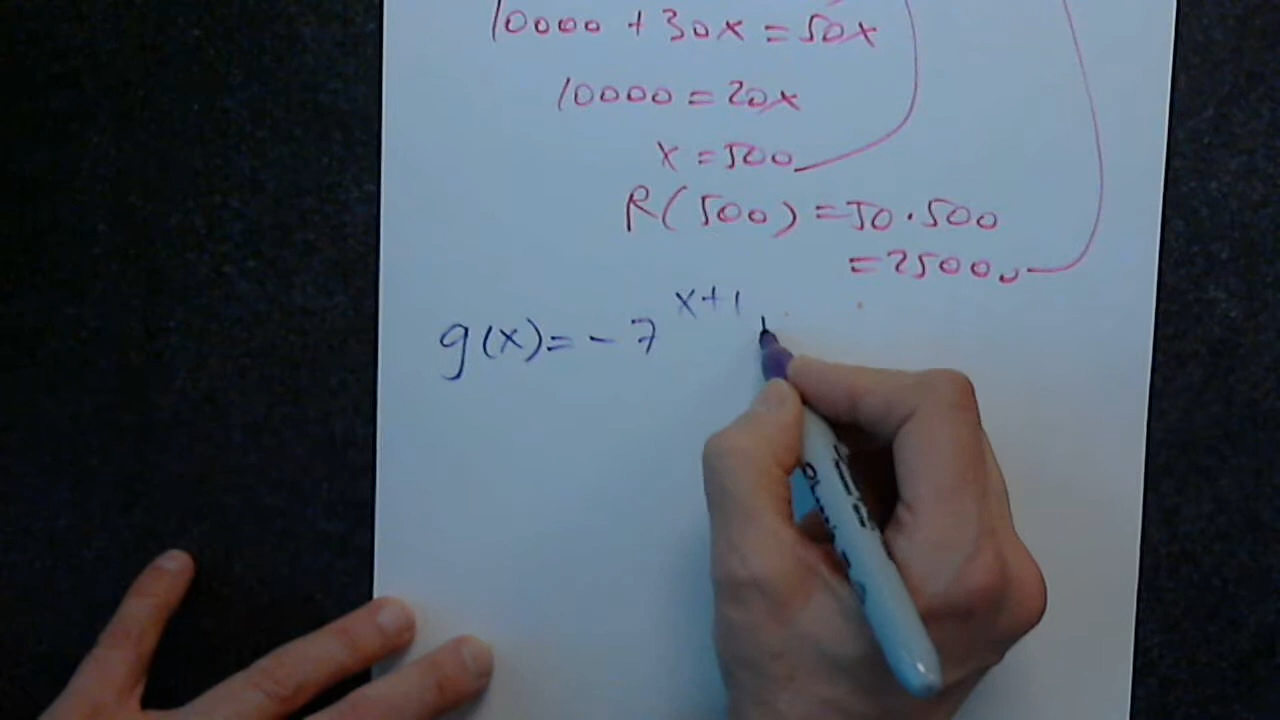 10000 + 30x = 50x
10000 = 20x
x = 500
R(500) = 50.500
= 25000
g(x) = - 7^x+1